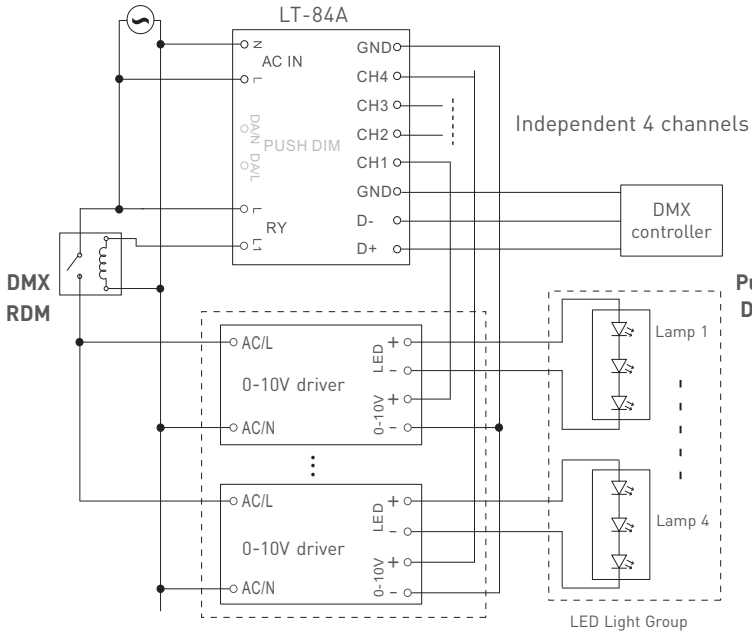 LT-84A
N
AC IN
L
DA/N
DA/L
PUSH DIM
L
RY
L1
GND
CH4
CH3
CH2
CH1
GND
D-
D+
Independent 4 channels
DMX
controller
DMX
RDM
AC/L
0-10V driver
AC/N
LED
+
−
0-10V
+
−
AC/L
0-10V driver
AC/N
LED
+
−
0-10V
+
−
Lamp 1
Lamp 4
LED Light Group
Pu
D